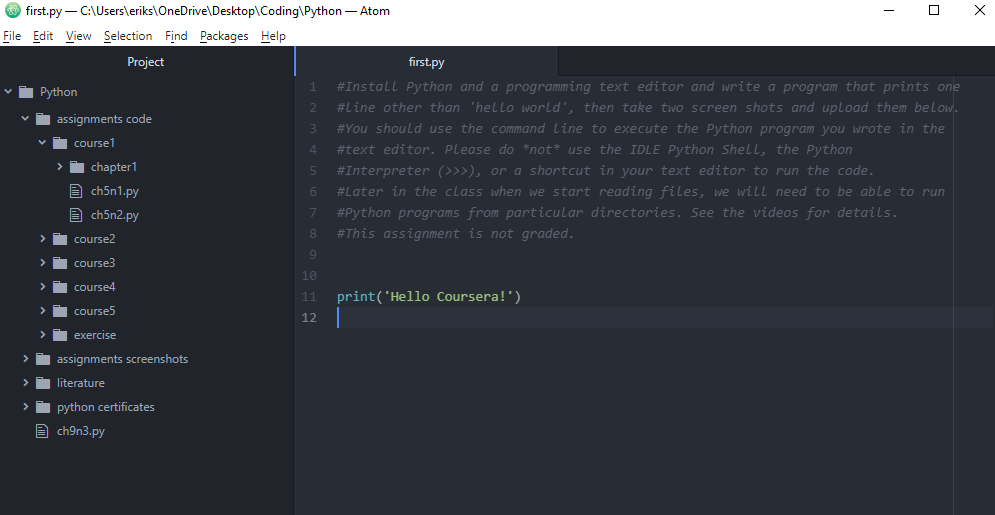 first.py — C:\Users\eriks\OneDrive\Desktop\Coding\Python — Atom
File Edit View Selection Find Packages Help
Project
Python
assignments code
course1
chapter1
ch5n1.py
ch5n2.py
course2
course3
course4
course5
exercise
assignments screenshots
literature
python certificates
ch9n3.py
first.py
1 #Install Python and a programming text editor and write a program that prints one
2 #line other than 'hello world', then take two screen shots and upload them below.
3 #You should use the command line to execute the Python program you wrote in the
4 #text editor. Please do *not* use the IDLE Python Shell, the Python
5 #Interpreter (>>>), or a shortcut in your text editor to run the code.
6 #Later in the class when we start reading files, we will need to be able to run
7 #Python programs from particular directories. See the videos for details.
8 #This assignment is not graded.
9
10
11 print('Hello Coursera!')
12